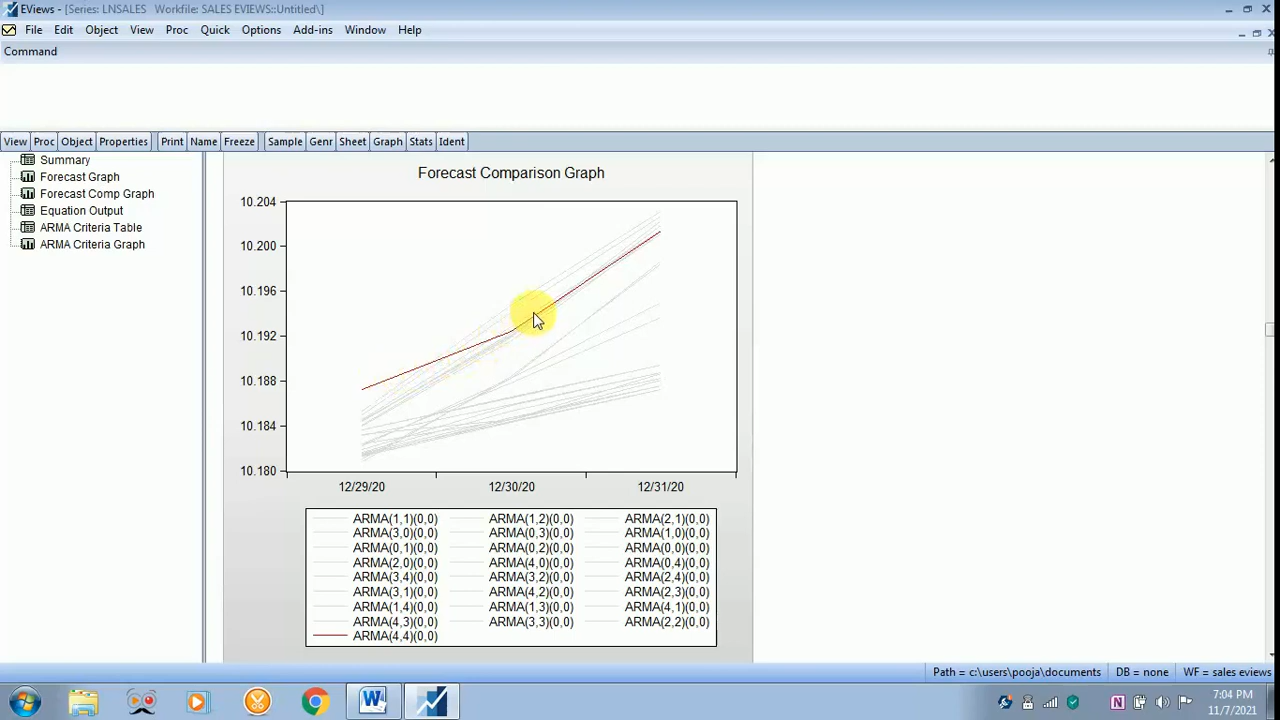 EViews - [Series: LNSALES   Workfile: SALES EVIEWS::Untitled\]
File Edit Object View Proc Quick Options Add-ins Window Help
Command
View Proc Object Properties Print Name Freeze Sample Genr Sheet Graph Stats Ident
Summary
Forecast Graph
Forecast Comp Graph
Equation Output
ARMA Criteria Table
ARMA Criteria Graph
Forecast Comparison Graph
10.204
10.200
10.196
10.192
10.188
10.184
10.180
12/29/20 12/30/20 12/31/20
ARMA(1,1)(0,0) ARMA(1,2)(0,0) ARMA(2,1)(0,0)
ARMA(3,0)(0,0) ARMA(0,3)(0,0) ARMA(1,0)(0,0)
ARMA(0,1)(0,0) ARMA(0,2)(0,0) ARMA(0,0)(0,0)
ARMA(2,0)(0,0) ARMA(4,0)(0,0) ARMA(0,4)(0,0)
ARMA(3,4)(0,0) ARMA(3,2)(0,0) ARMA(2,4)(0,0)
ARMA(3,1)(0,0) ARMA(4,2)(0,0) ARMA(2,3)(0,0)
ARMA(1,4)(0,0) ARMA(1,3)(0,0) ARMA(4,1)(0,0)
ARMA(4,3)(0,0) ARMA(3,3)(0,0) ARMA(2,2)(0,0)
ARMA(4,4)(0,0)
Path = c:\users\pooja\documents DB = none WF = sales eviews
7:04 PM
11/7/2021